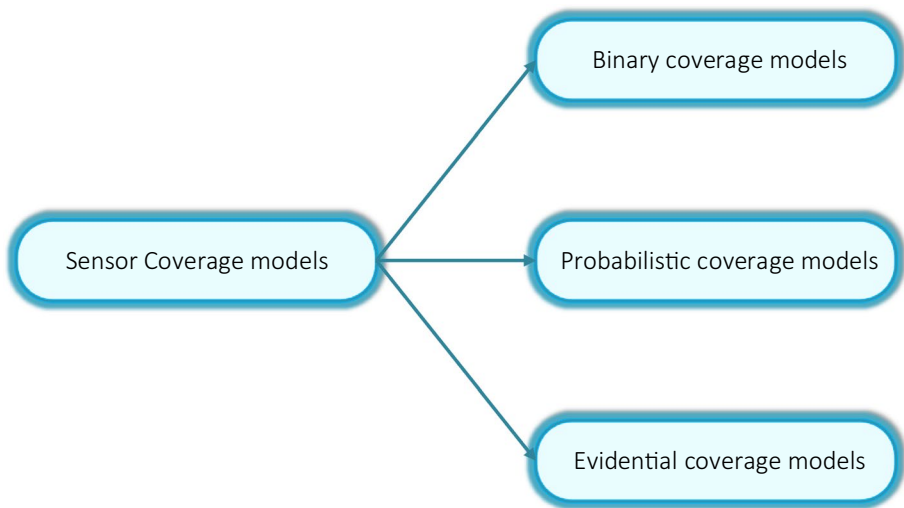 Binary coverage models
Sensor Coverage models
Probabilistic coverage models
Evidential coverage models